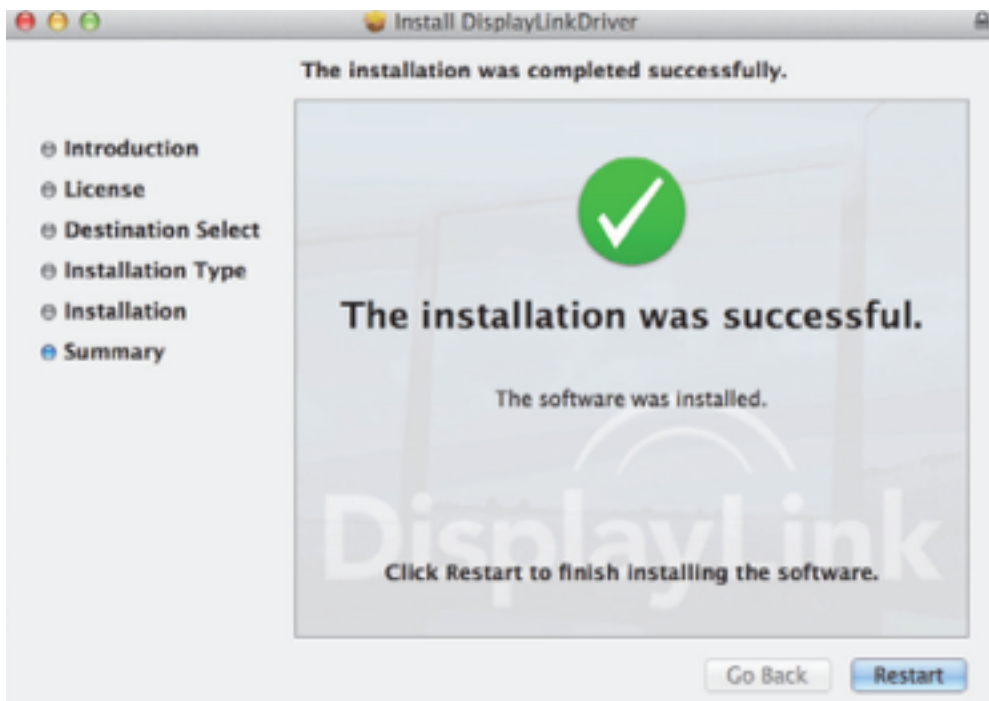 Install DisplayLinkDriver
The installation was completed successfully.
Introduction
License
Destination Select
Installation Type
Installation
Summary
The installation was successful.
The software was installed.
DisplayLink
Click Restart to finish installing the software.
Go Back
Restart